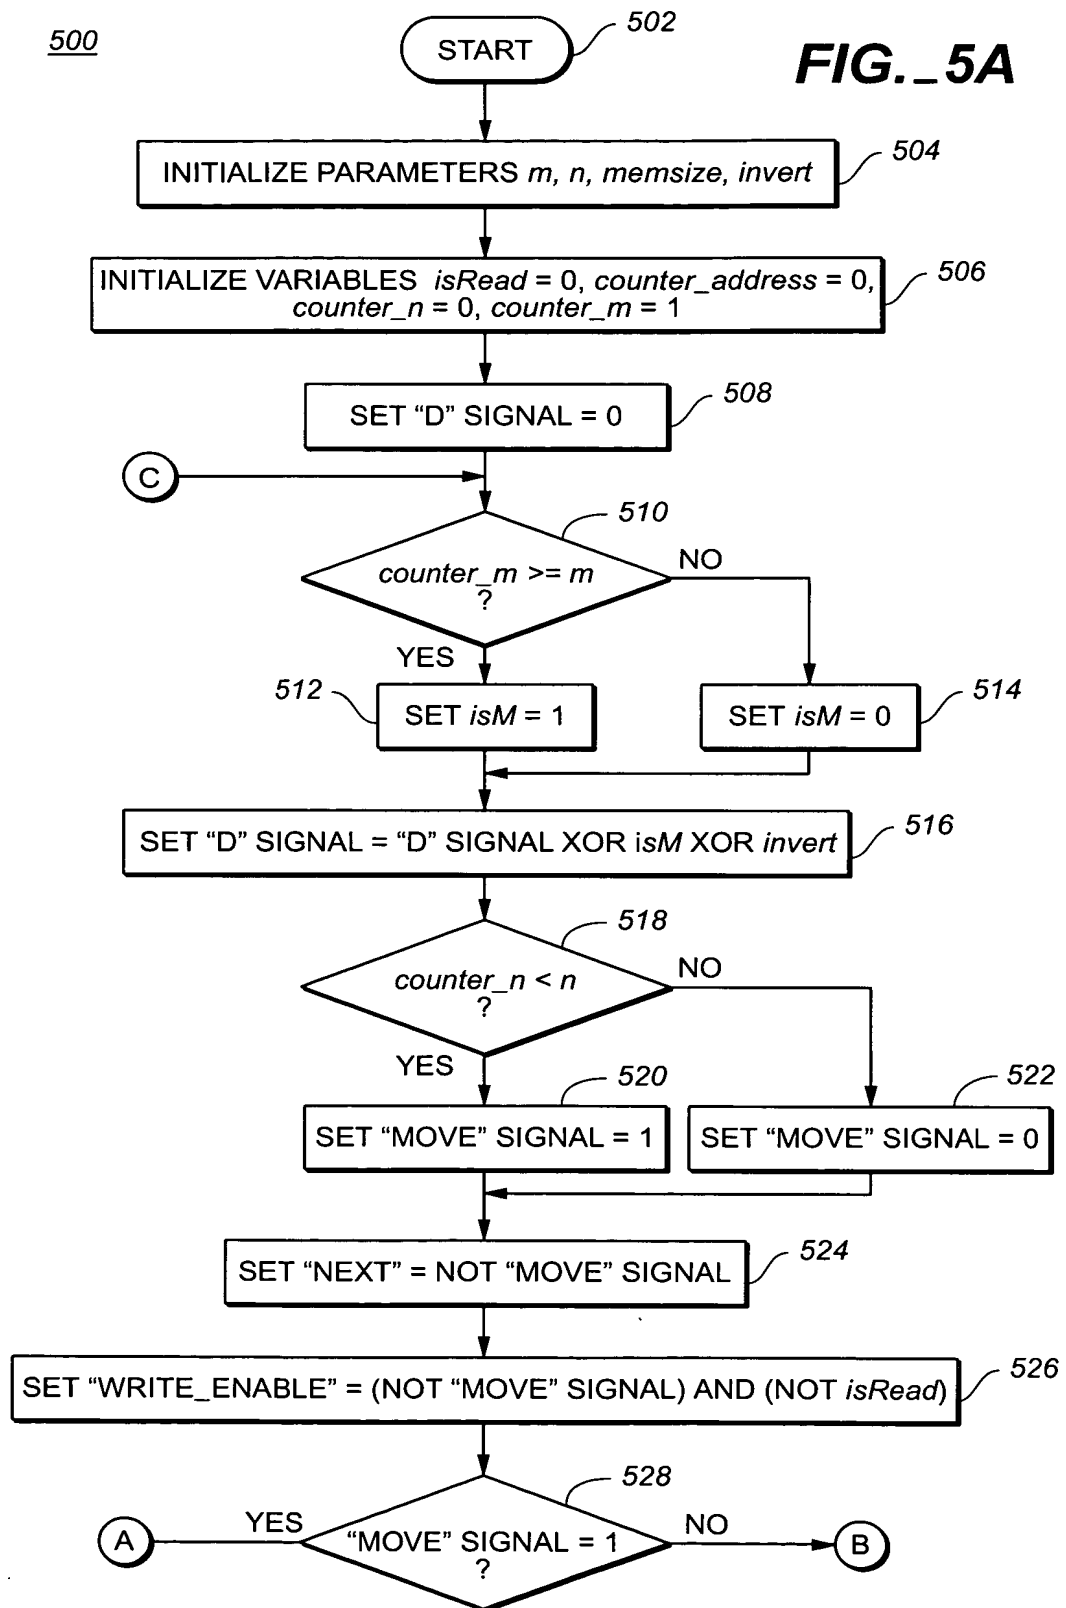 500
START
502
FIG._5A
INITIALIZE PARAMETERS m, n, memsize, invert
504
INITIALIZE VARIABLES isRead = 0, counter_address = 0,
counter_n = 0, counter_m = 1
506
SET “D” SIGNAL = 0
508
C
510
counter_m >= m
?
NO
YES
512
SET isM = 1
SET isM = 0
514
SET “D” SIGNAL = “D” SIGNAL XOR isM XOR invert
516
518
counter_n < n
?
NO
YES
520
522
SET “MOVE” SIGNAL = 1
SET “MOVE” SIGNAL = 0
SET “NEXT” = NOT “MOVE” SIGNAL
524
SET “WRITE_ENABLE” = (NOT “MOVE” SIGNAL) AND (NOT isRead)
526
528
A
YES
“MOVE” SIGNAL = 1
?
NO
B